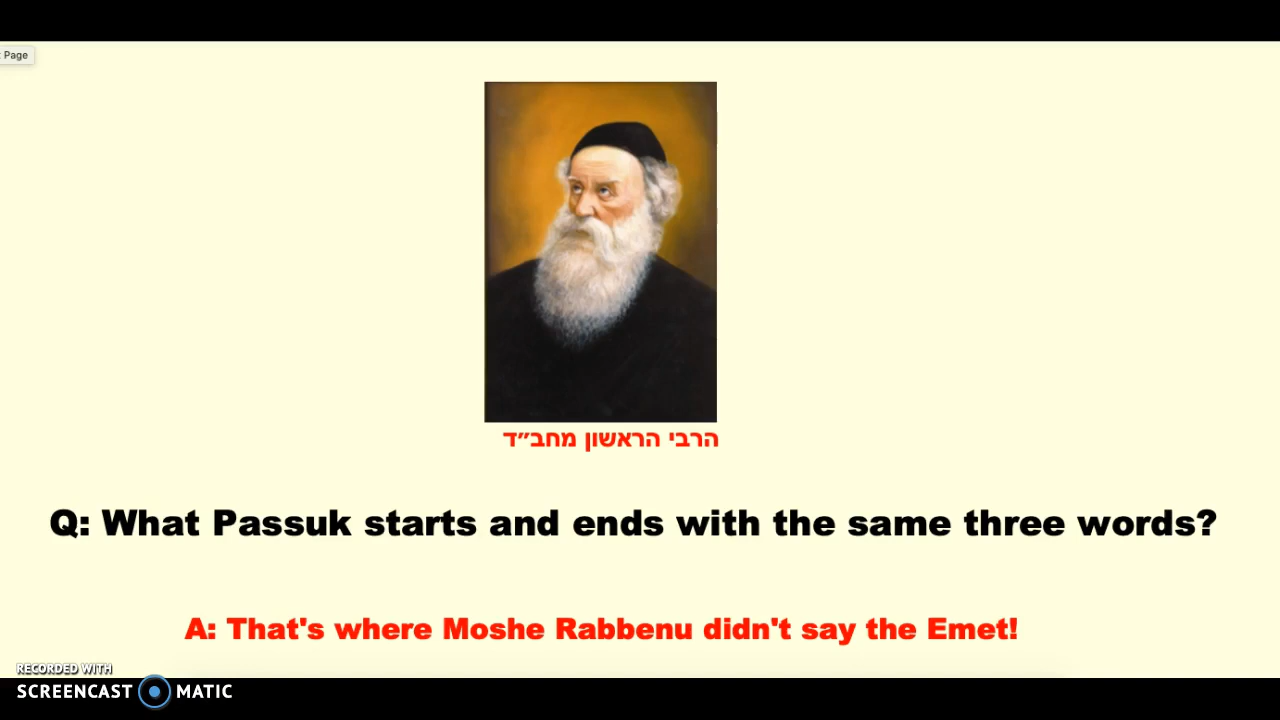 Page
הרבי הראשון מחב״ד
Q: What Passuk starts and ends with the same three words?
A: That's where Moshe Rabbenu didn't say the Emet!
RECORDED WITH
SCREENCAST MATIC